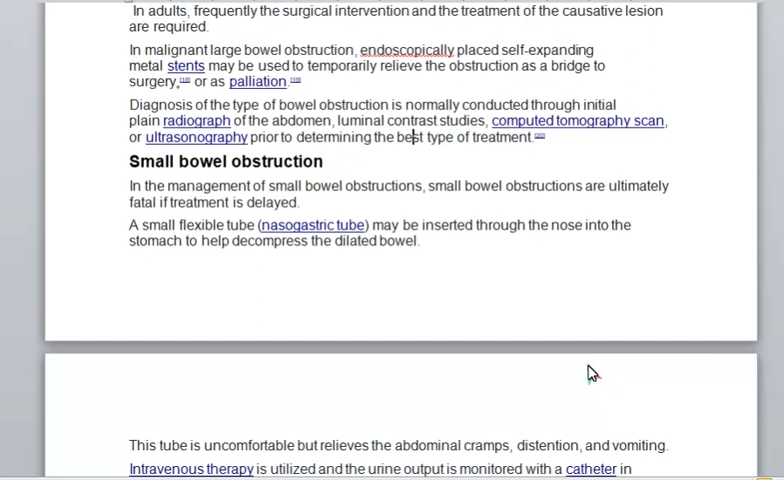 In adults, frequently the surgical intervention and the treatment of the causative lesion
are required.
In malignant large bowel obstruction, endoscopically placed self-expanding
metal stents may be used to temporarily relieve the obstruction as a bridge to
surgery, or as palliation.
Diagnosis of the type of bowel obstruction is normally conducted through initial
plain radiograph of the abdomen, luminal contrast studies, computed tomography scan,
or ultrasonography prior to determining the best type of treatment.
Small bowel obstruction
In the management of small bowel obstructions, small bowel obstructions are ultimately
fatal if treatment is delayed.
A small flexible tube (nasogastric tube) may be inserted through the nose into the
stomach to help decompress the dilated bowel.
This tube is uncomfortable but relieves the abdominal cramps, distention, and vomiting.
Intravenous therapy is utilized and the urine output is monitored with a catheter in